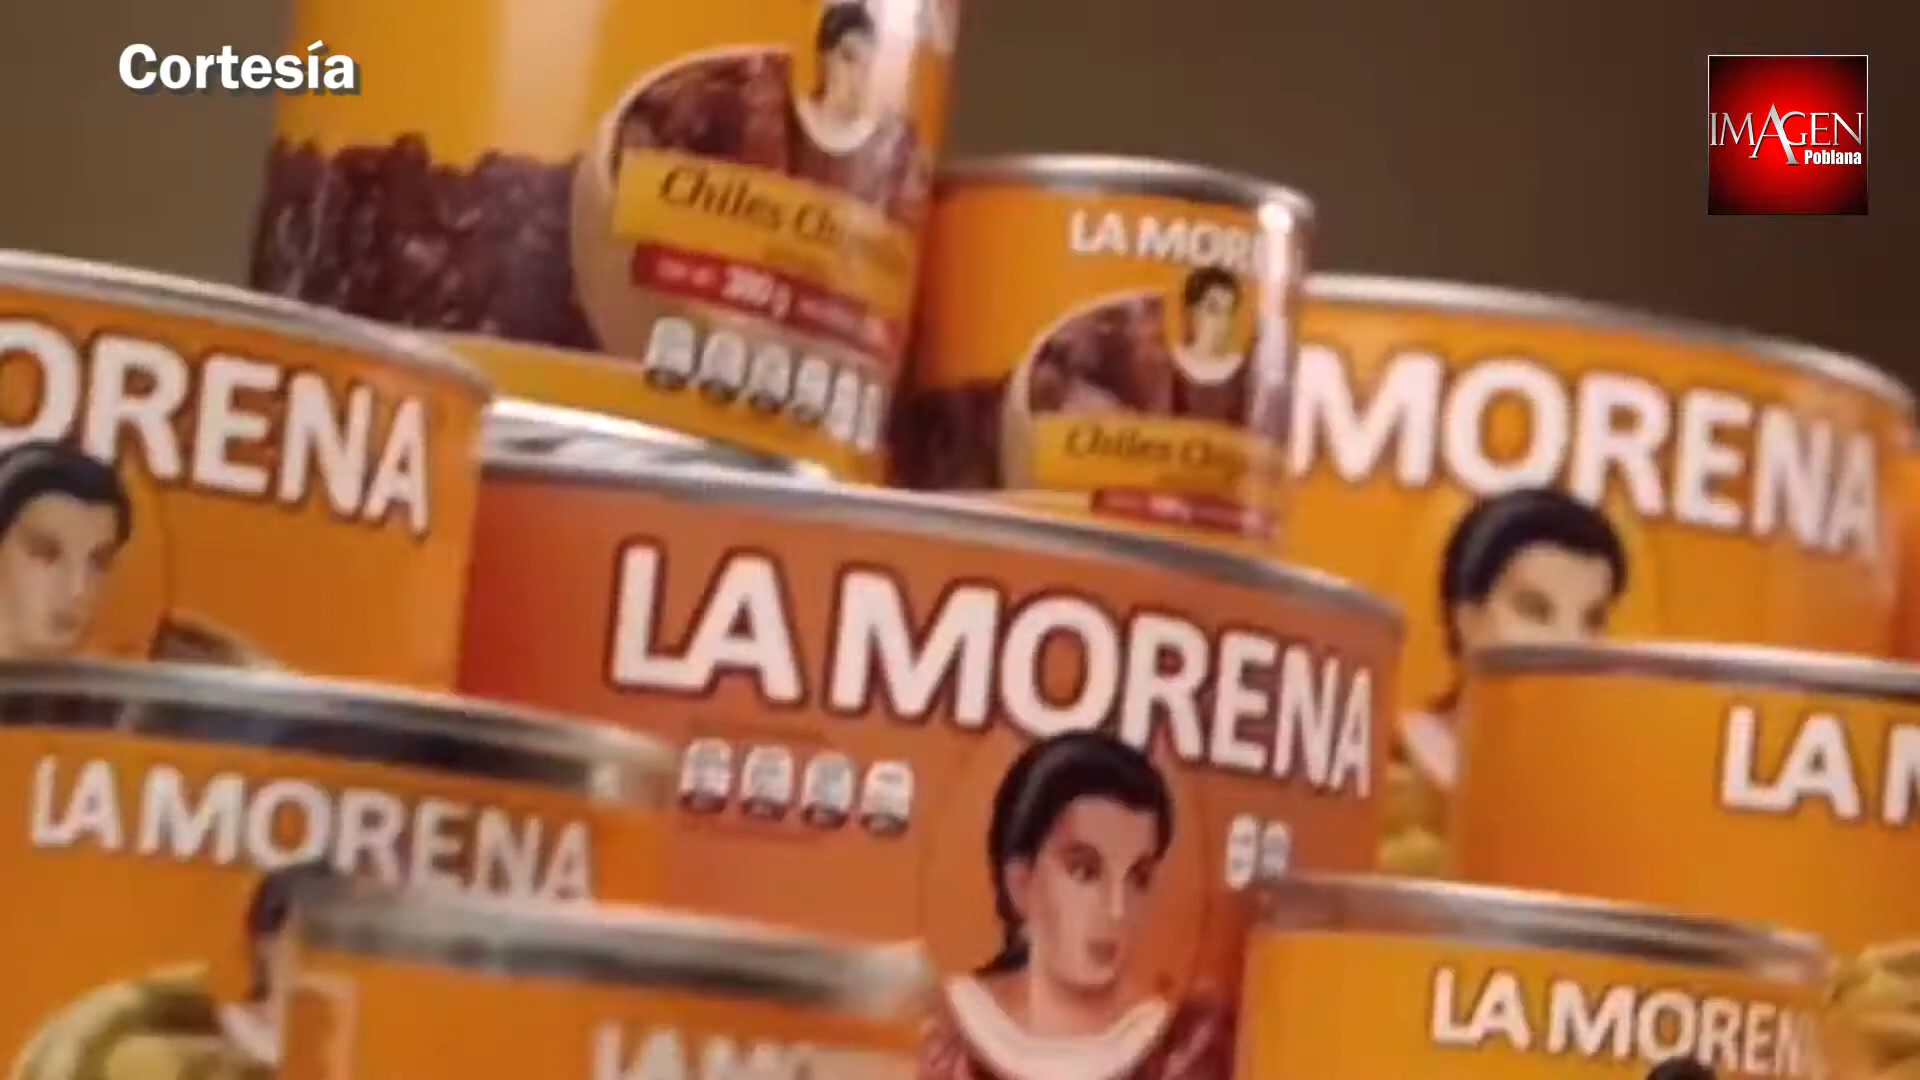 Cortesía
IMAGEN
Poblana
Chiles
LA MOR
Chiles
ORENA
MORENA
LA MORENA
LA MORENA
LA M
LA MOREN